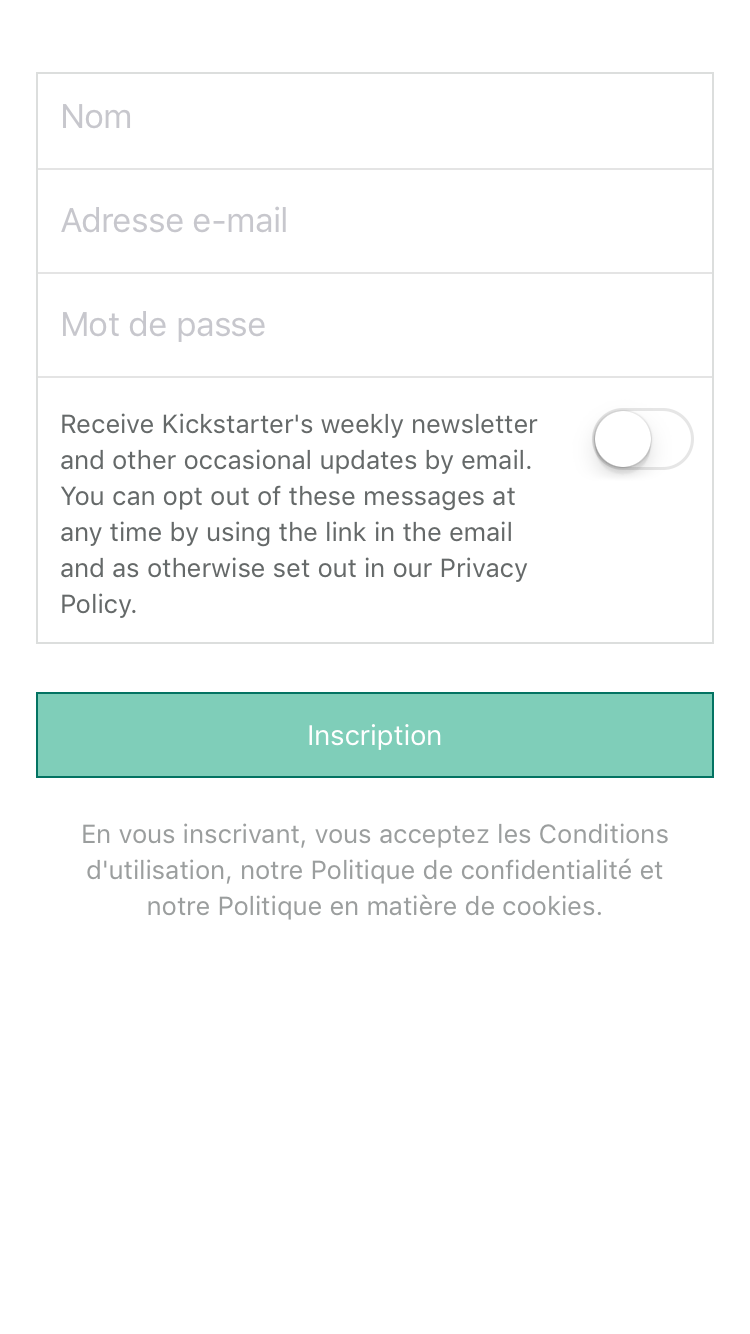 Nom
Adresse e-mail
Mot de passe
Receive Kickstarter's weekly newsletter
and other occasional updates by email.
You can opt out of these messages at
any time by using the link in the email
and as otherwise set out in our Privacy
Policy.
Inscription
En vous inscrivant, vous acceptez les Conditions
d'utilisation, notre Politique de confidentialité et
notre Politique en matière de cookies.